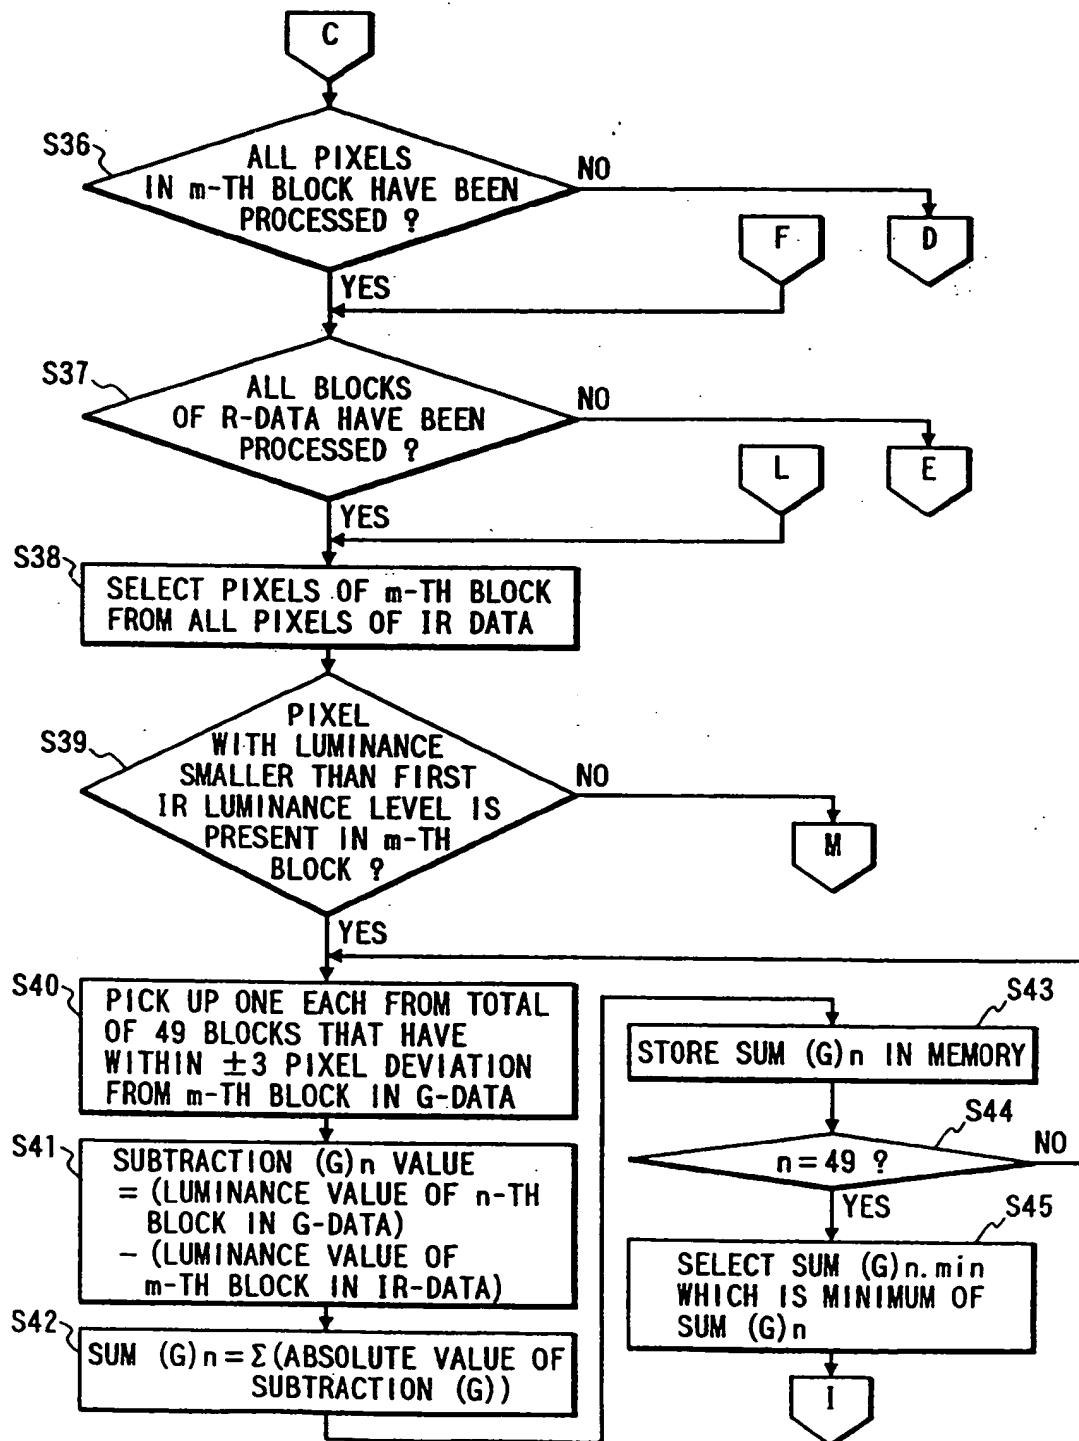 C
S36
ALL PIXELS
IN m-TH BLOCK HAVE BEEN
PROCESSED ?
NO
F
D
YES
S37
ALL BLOCKS
OF R-DATA HAVE BEEN
PROCESSED ?
NO
L
E
YES
S38
SELECT PIXELS OF m-TH BLOCK
FROM ALL PIXELS OF IR DATA
S39
PIXEL
WITH LUMINANCE
SMALLER THAN FIRST
IR LUMINANCE LEVEL IS
PRESENT IN m-TH
BLOCK ?
NO
M
YES
S40
PICK UP ONE EACH FROM TOTAL
OF 49 BLOCKS THAT HAVE
WITHIN ±3 PIXEL DEVIATION
FROM m-TH BLOCK IN G-DATA
S41
SUBTRACTION (G)n VALUE
= (LUMINANCE VALUE OF n-TH
BLOCK IN G-DATA)
- (LUMINANCE VALUE OF
m-TH BLOCK IN IR-DATA)
S42
SUM (G)n=Σ(ABSOLUTE VALUE OF
SUBTRACTION (G))
S43
STORE SUM (G)n IN MEMORY
S44
n=49 ?
NO
YES
S45
SELECT SUM (G)n.min
WHICH IS MINIMUM OF
SUM (G)n
I